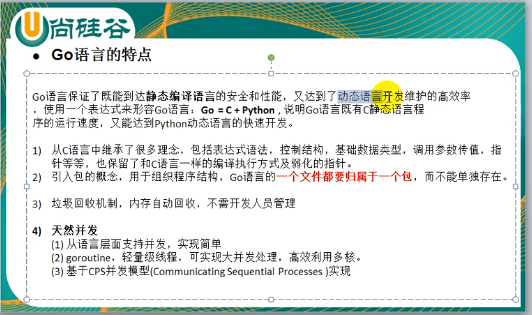 尚硅谷
● Go语言的特点
Go语言保证了既能到达静态编译语言的安全和性能，又达到了动态语言开发维护的高效率
，使用一个表达式来形容Go语言：Go = C + Python , 说明Go语言既有C静态语言程
序的运行速度，又能达到Python动态语言的快速开发。
1) 从C语言中继承了很多理念，包括表达式语法，控制结构，基础数据类型，调用参数传值，指
针等等，也保留了和C语言一样的编译执行方式及弱化的指针。
2) 引入包的概念，用于组织程序结构，Go语言的一个文件都要归属于一个包，而不能单独存在。
3) 垃圾回收机制，内存自动回收，不需开发人员管理
4) 天然并发
(1) 从语言层面支持并发，实现简单
(2) goroutine，轻量级线程，可实现大并发处理，高效利用多核。
(3) 基于CPS并发模型(Communicating Sequential Processes )实现